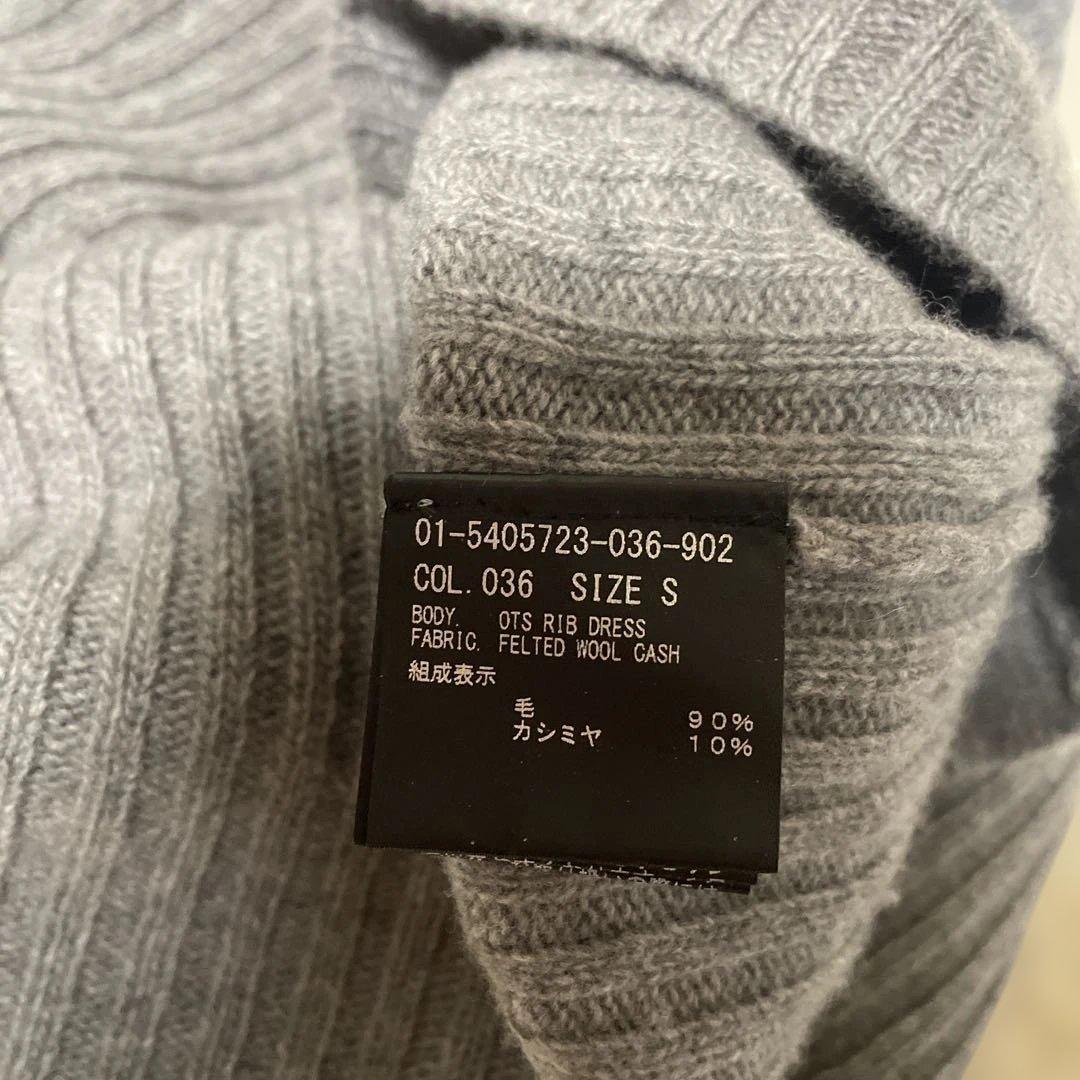 01-5405723-036-902
COL. 036 SIZE S
BODY. OTS RIB DRESS
FABRIC. FELTED WOOL CASH
組成表示
毛 90%
カシミヤ 10%